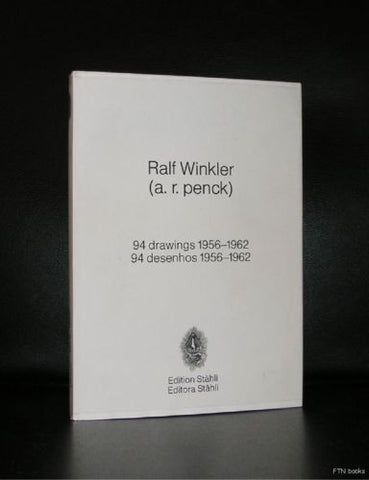 Ralf Winkler
(a. r. penck)
94 drawings 1956–1962
94 desenhos 1956–1962
Edition Stähli
Editora Stähli
FTN books